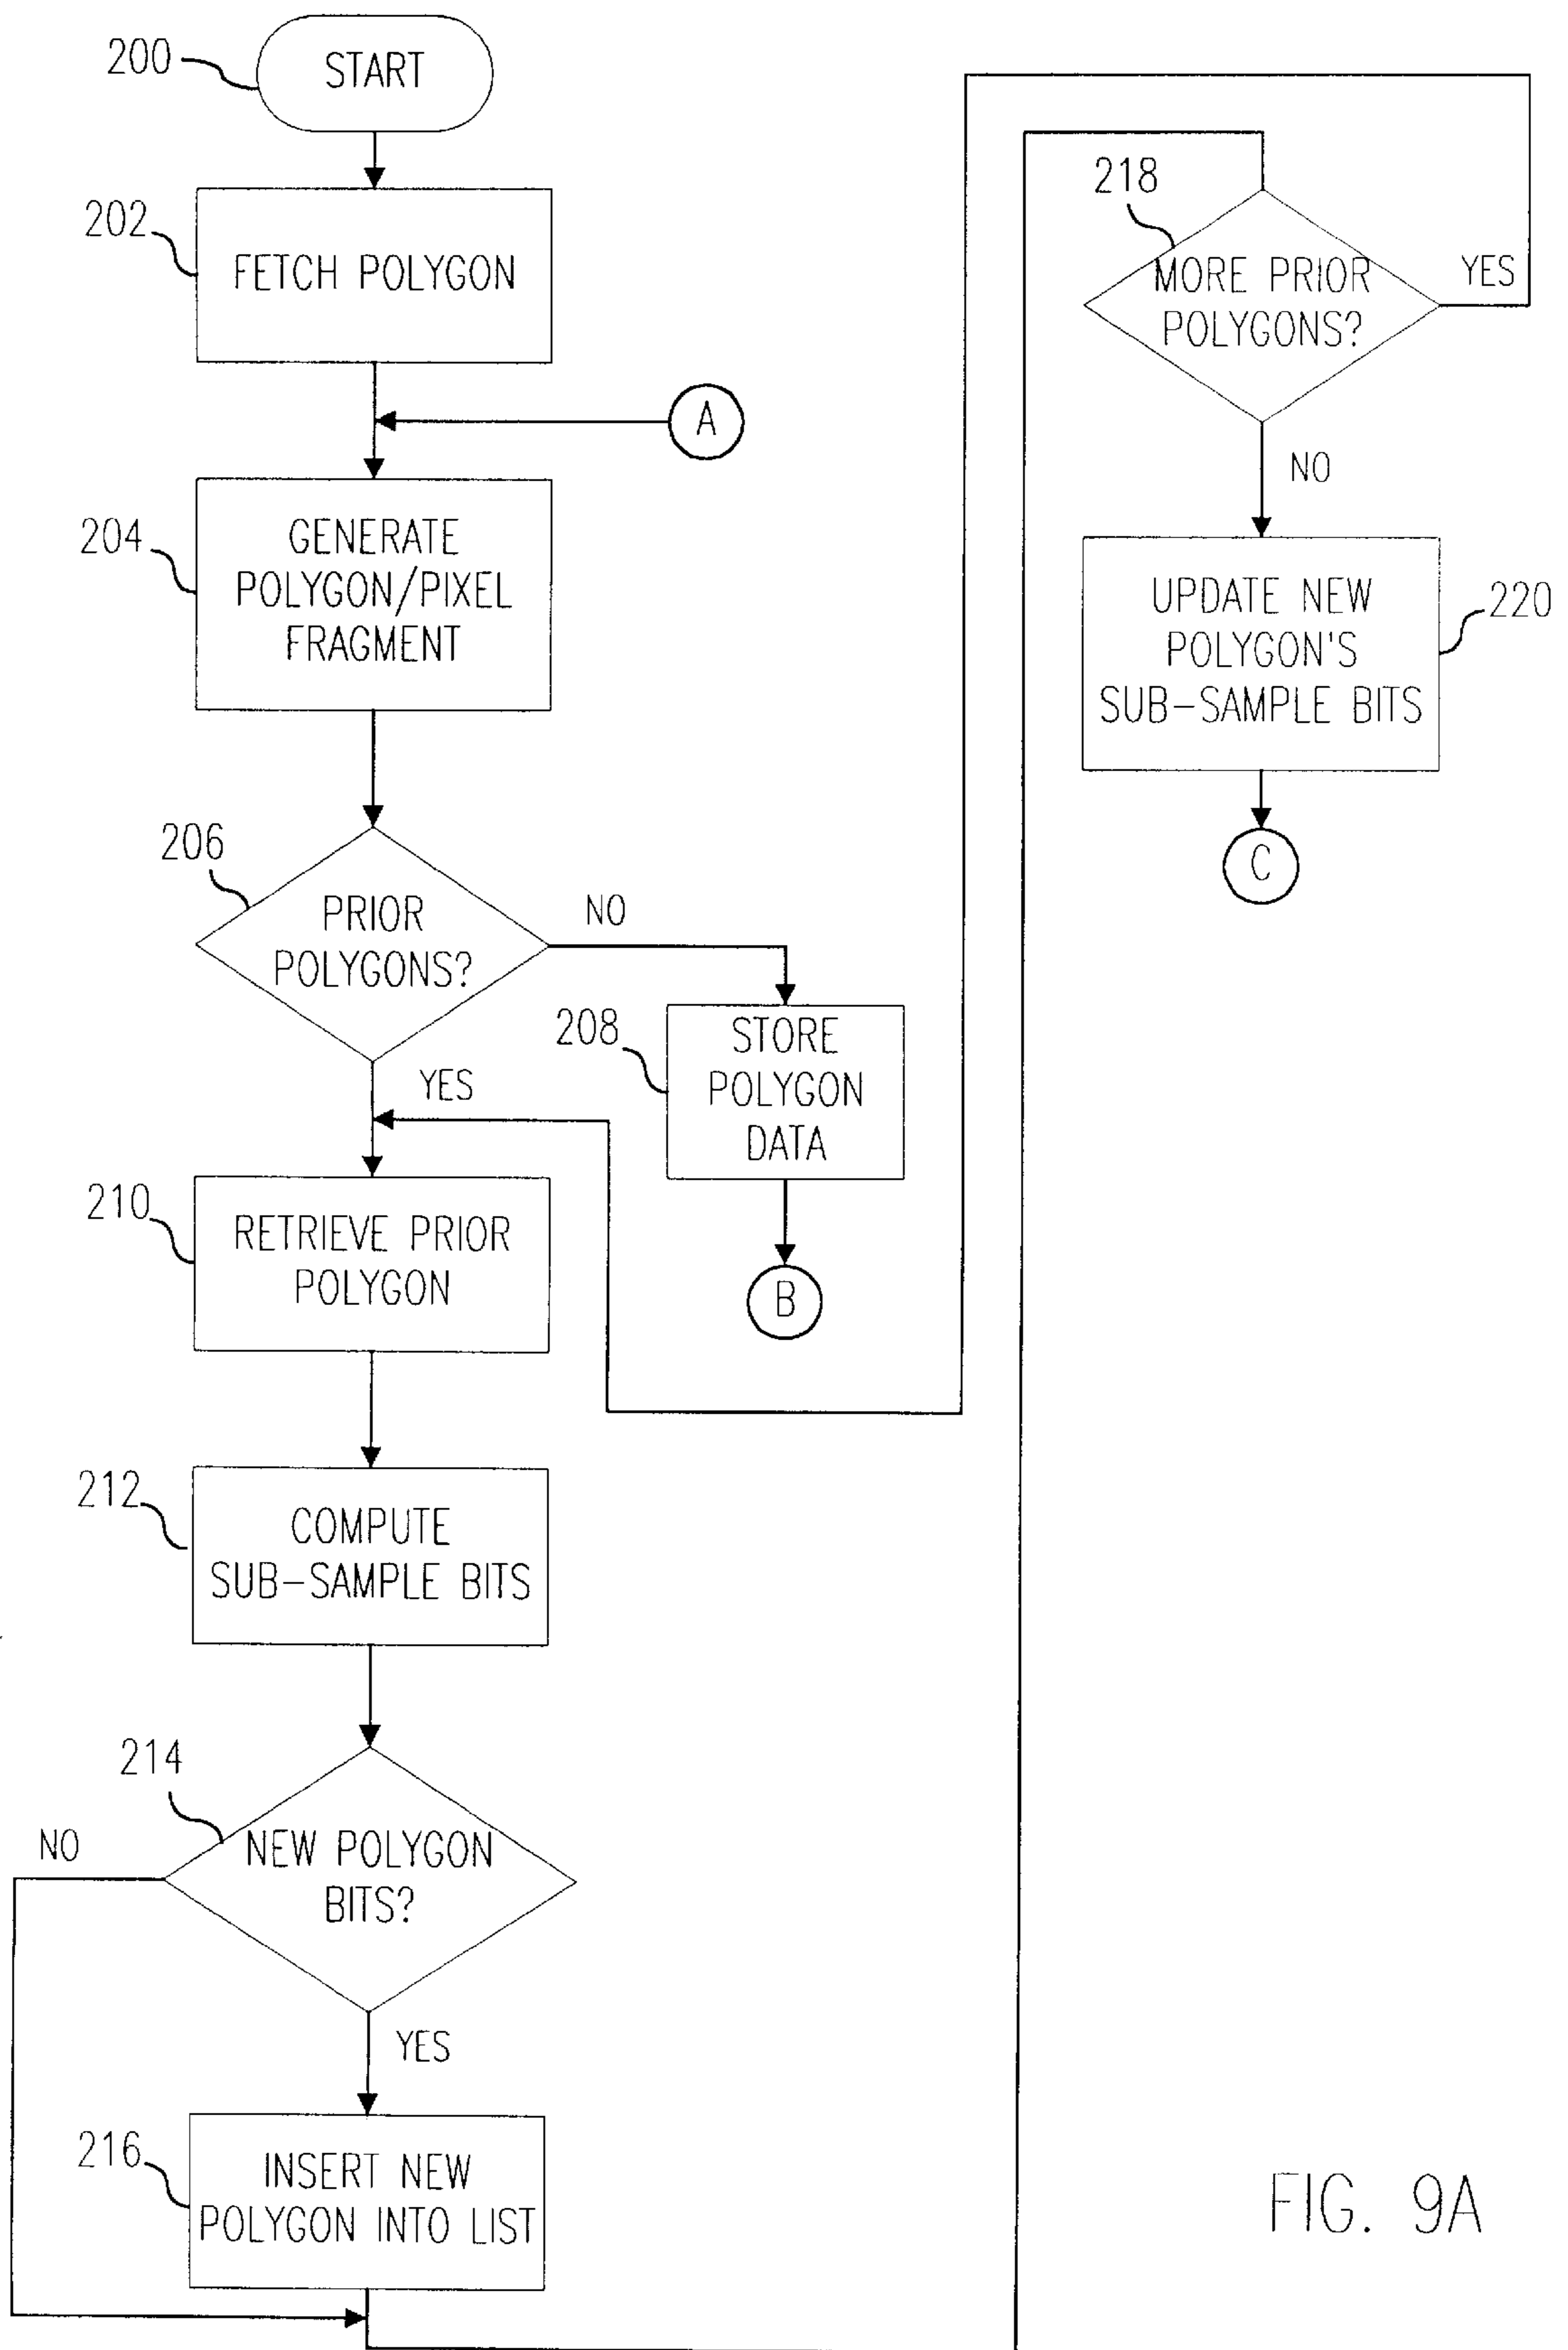 200
START
202
FETCH POLYGON
A
204
GENERATE
POLYGON/PIXEL
FRAGMENT
206
PRIOR
POLYGONS?
NO
YES
208
STORE
POLYGON
DATA
B
210
RETRIEVE PRIOR
POLYGON
212
COMPUTE
SUB-SAMPLE BITS
214
NEW POLYGON
BITS?
NO
YES
216
INSERT NEW
POLYGON INTO LIST
218
MORE PRIOR
POLYGONS?
YES
NO
UPDATE NEW
POLYGON'S
SUB-SAMPLE BITS
220
C
FIG. 9A